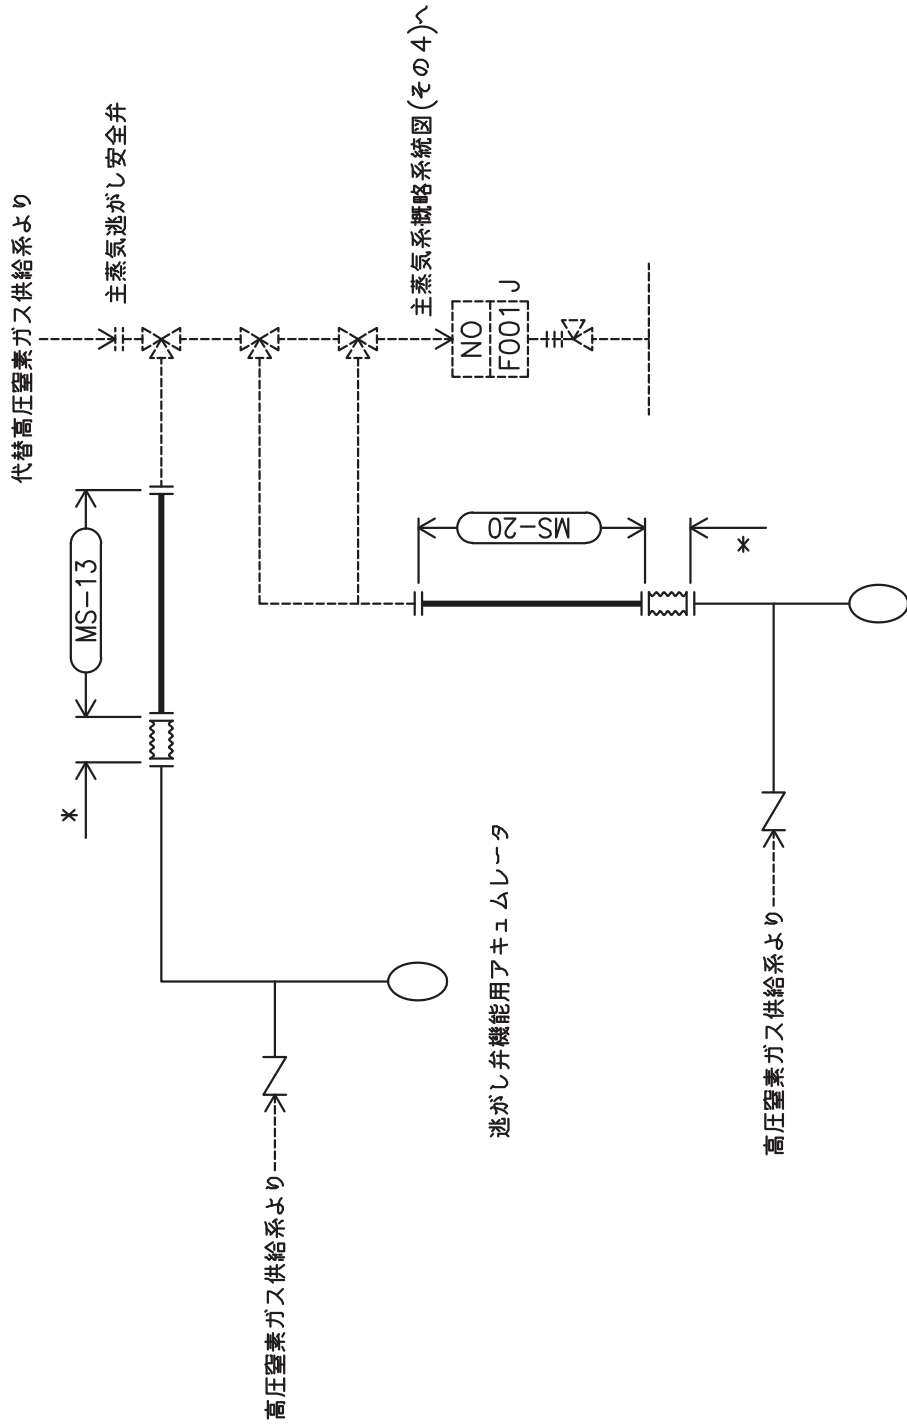 代替高圧窒素ガス供給系より
主蒸気逃がし安全弁
主蒸気系概略系統図(その4)へ
NO
F001
J
MS-13
*
MS-20
*
逃がし弁機能用アキュムレータ
高圧窒素ガス供給系より
高圧窒素ガス供給系より